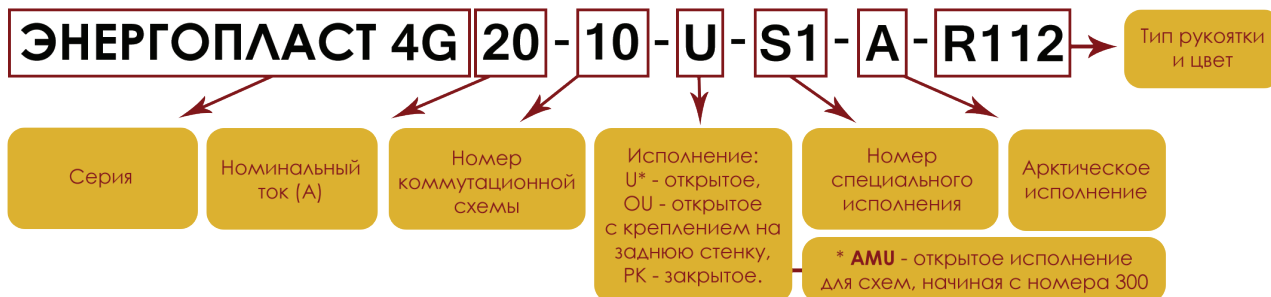 ЭНЕРГОПЛАСТ 4G 20 - 10 - U - S1 - A - R112
Тип рукоятки
и цвет
Серия
Номинальный
ток (А)
Номер
коммутационной
схемы
Исполнение:
U* - открытое,
OU - открытое
с креплением на
заднюю стенку,
РК - закрытое.
Номер
специального
исполнения
Арктическое
исполнение
* AMU - открытое исполнение
для схем, начиная с номера 300